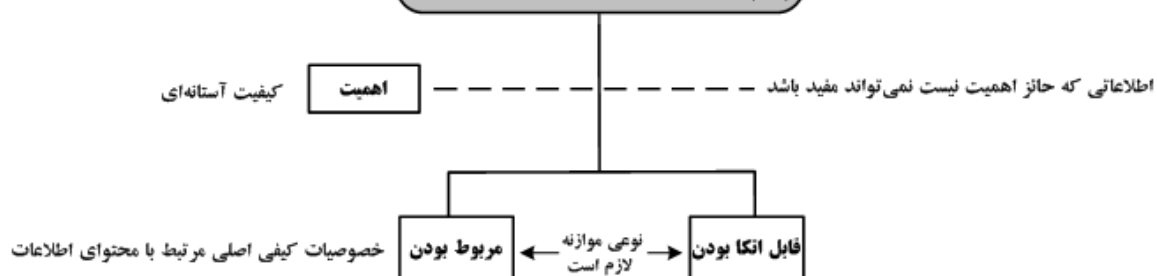 اطلاعاتی که حائز اهمیت نیست نمی‌تواند مفید باشد
اهمیت
کیفیت آستانه‌ای
قابل اتکا بودن
نوعی موازنه
لازم است
مربوط بودن
خصوصیات کیفی اصلی مرتبط با محتوای اطلاعات